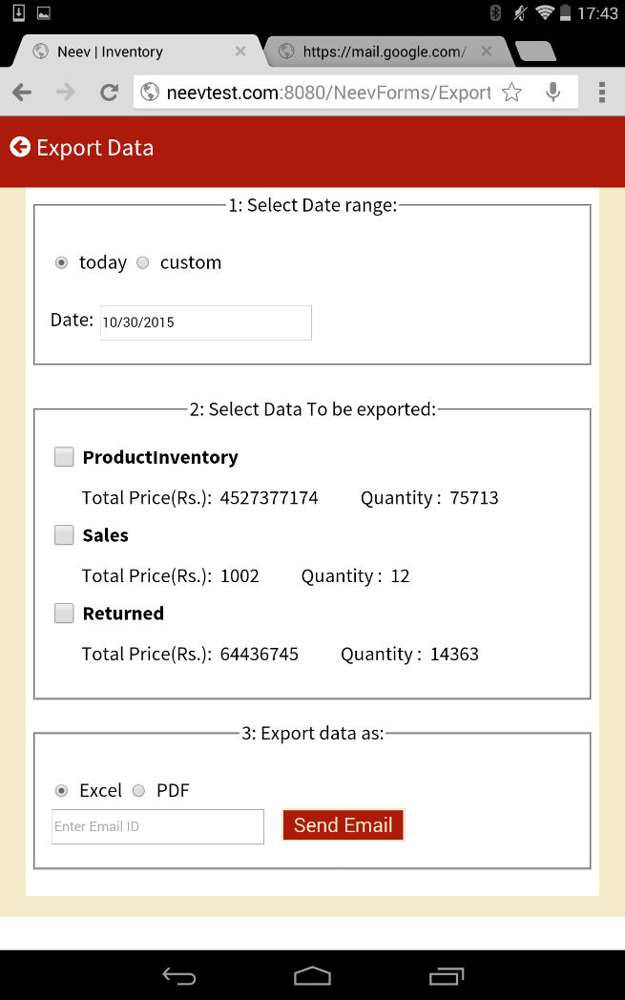 17:43
Neev | Inventory
https://mail.google.com/
neevtest.com:8080/NeevForms/Export
Export Data
1: Select Date range:
today custom
Date: 10/30/2015
2: Select Data To be exported:
ProductInventory
Total Price(Rs.): 4527377174 Quantity : 75713
Sales
Total Price(Rs.): 1002 Quantity : 12
Returned
Total Price(Rs.): 64436745 Quantity : 14363
3: Export data as:
Excel PDF
Enter Email ID Send Email